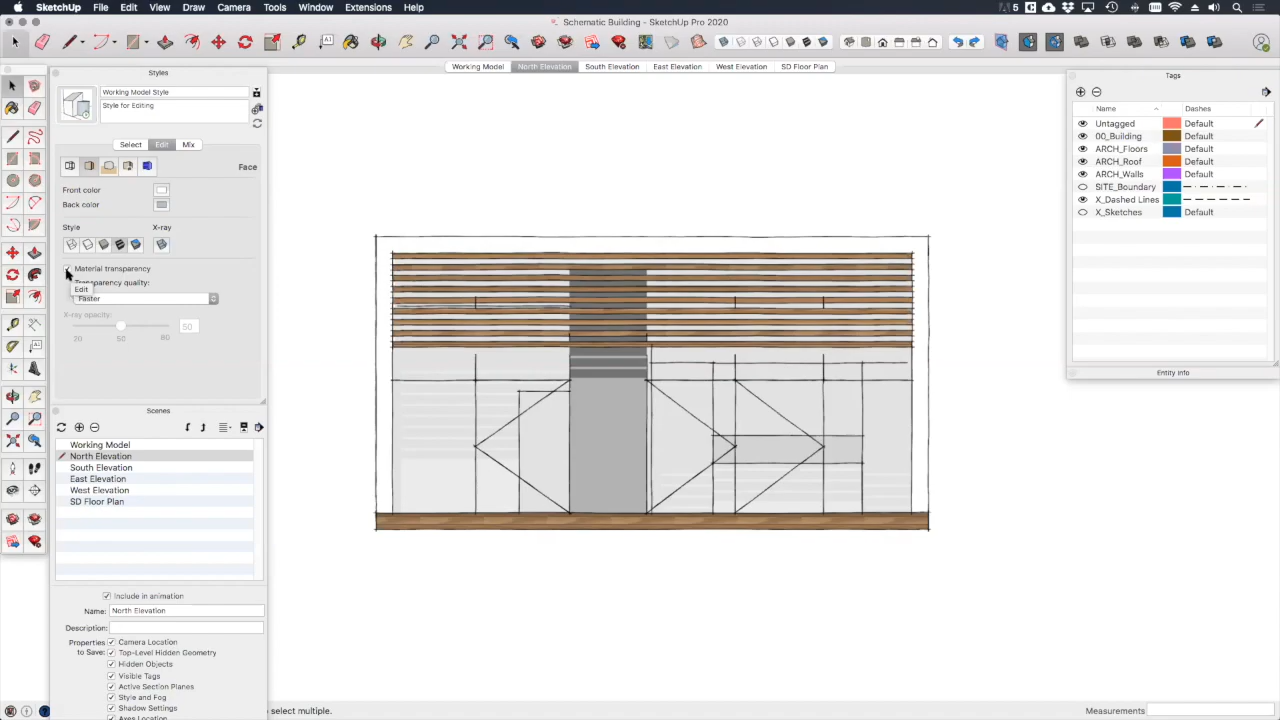 SketchUp File Edit View Draw Camera Tools Window Extensions Help 5
Schematic Building - SketchUp Pro 2020
Working Model North Elevation South Elevation East Elevation West Elevation SD Floor Plan
Styles
Working Model Style
Style for Editing
Select Edit Mix
Face
Front color
Back color
Style X-ray
Material transparency
Transparency quality:
Edit
Faster
X-ray opacity:
50
20 50 80
Scenes
Working Model
North Elevation
South Elevation
East Elevation
West Elevation
SD Floor Plan
Include in animation
Name: North Elevation
Description:
Properties to Save:
Camera Location
Top-Level Hidden Geometry
Hidden Objects
Visible Tags
Active Section Planes
Style and Fog
Shadow Settings
Axes Location
select multiple.
Measurements
Tags
Name Dashes
Untagged Default
00_Building Default
ARCH_Floors Default
ARCH_Roof Default
ARCH_Walls Default
SITE_Boundary
X_Dashed Lines
X_Sketches Default
Entity Info